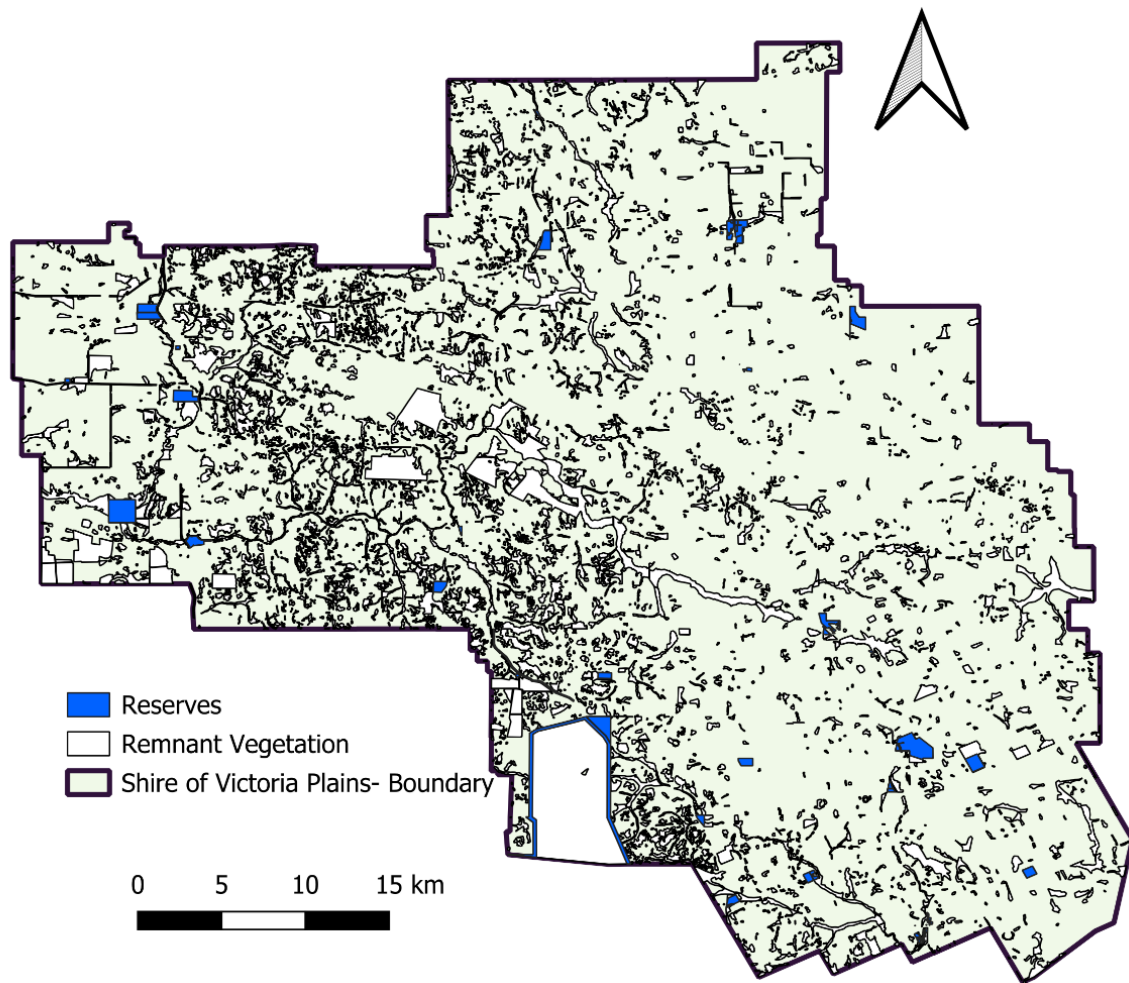 Reserves
Remnant Vegetation
Shire of Victoria Plains- Boundary
0 5 10 15 km